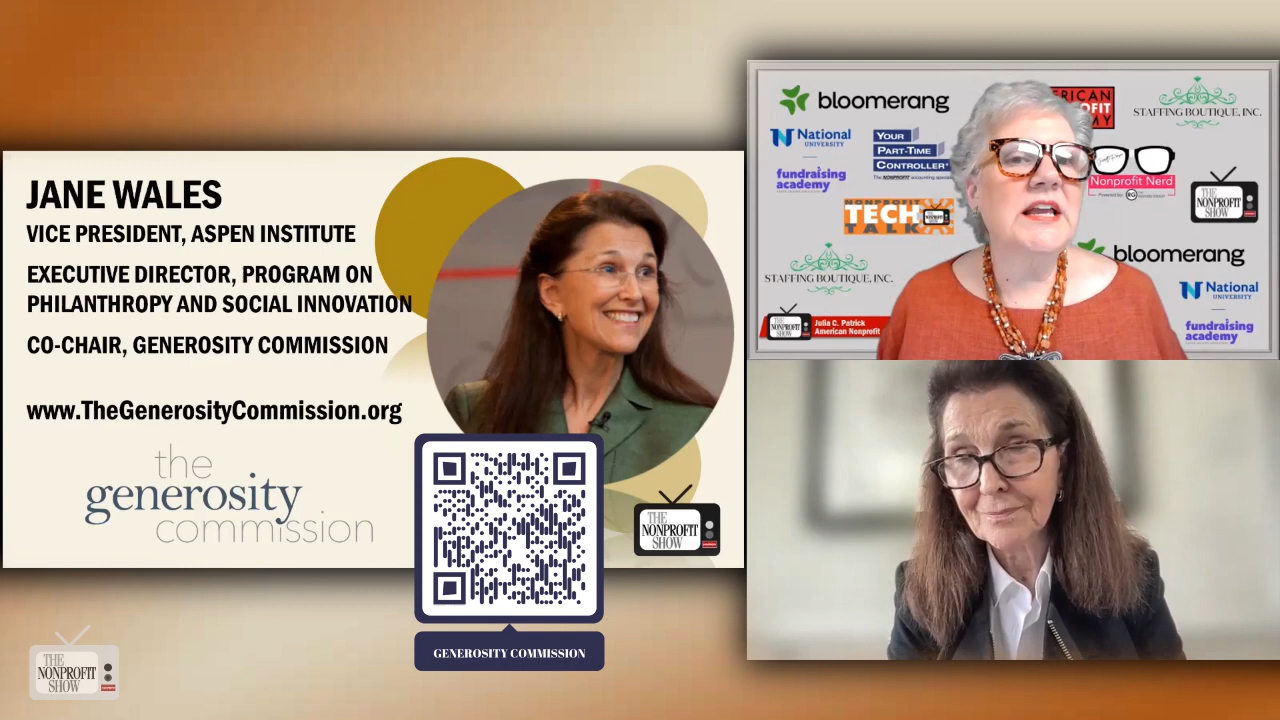 JANE WALES
VICE PRESIDENT, ASPEN INSTITUTE
EXECUTIVE DIRECTOR, PROGRAM ON
PHILANTHROPY AND SOCIAL INNOVATION
CO-CHAIR, GENEROSITY COMMISSION
www.TheGenerosityCommission.org
the
generosity
commission
THE
NONPROFIT
SHOW
GENEROSITY COMMISSION
THE
NONPROFIT
SHOW
bloomerang
STAFFING BOUTIQUE, INC.
National
UNIVERSITY
fundraising
academy
YOUR
PART-TIME
CONTROLLER
Nonprofit Nerd
THE
NONPROFIT
SHOW
NONPROFIT
TECH
TALK
STAFFING BOUTIQUE, INC.
bloomerang
National
UNIVERSITY
fundraising
academy
THE
NONPROFIT
SHOW
Julia C. Patrick
American Nonprofit